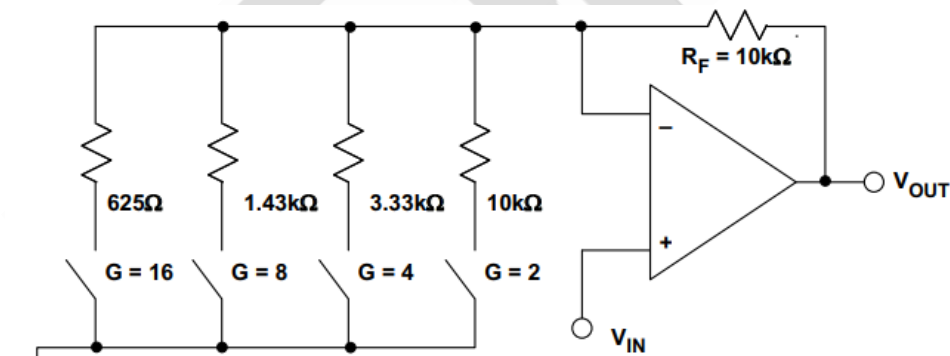 R_F = 10kΩ
–
V_OUT
625Ω
1.43kΩ
3.33kΩ
10kΩ
+
G = 16
G = 8
G = 4
G = 2
V_IN